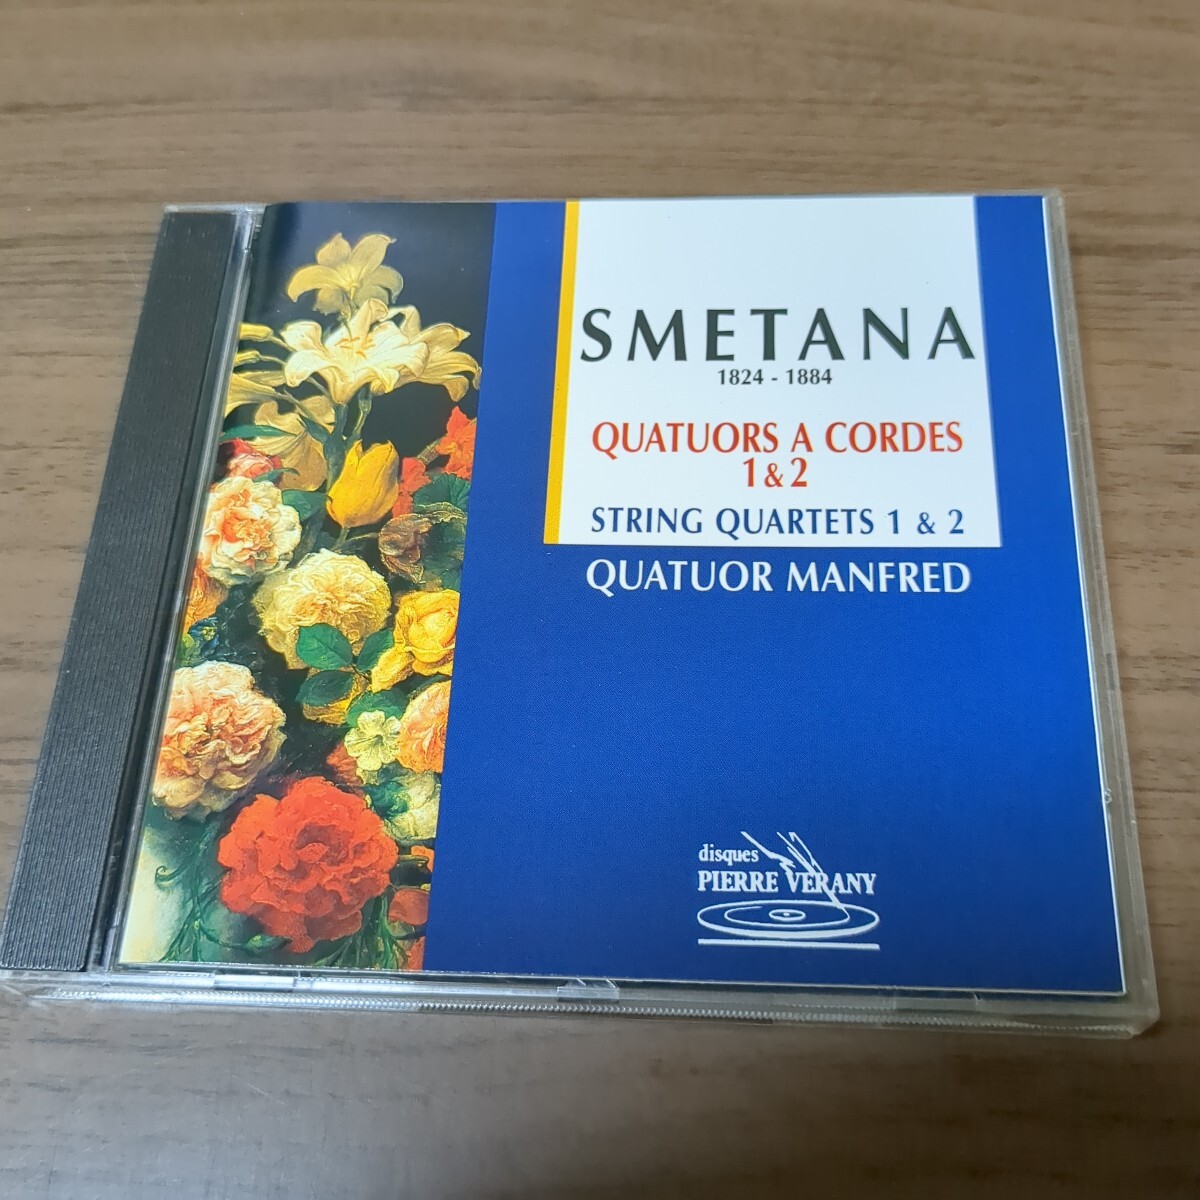 SMETANA
1824 - 1884
QUATUORS A CORDES
1 & 2
STRING QUARTETS 1 & 2
QUATUOR MANFRED
disques
PIERRE VERANY